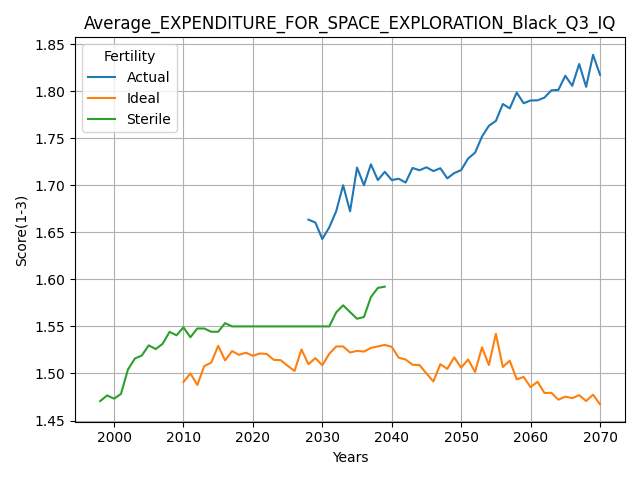 Average_EXPENDITURE_FOR_SPACE_EXPLORATION_Black_Q3_IQ
Fertility
Actual
Ideal
Sterile
Score(1-3)
1.85
1.80
1.75
1.70
1.65
1.60
1.55
1.50
1.45
2000 2010 2020 2030 2040 2050 2060 2070
Years